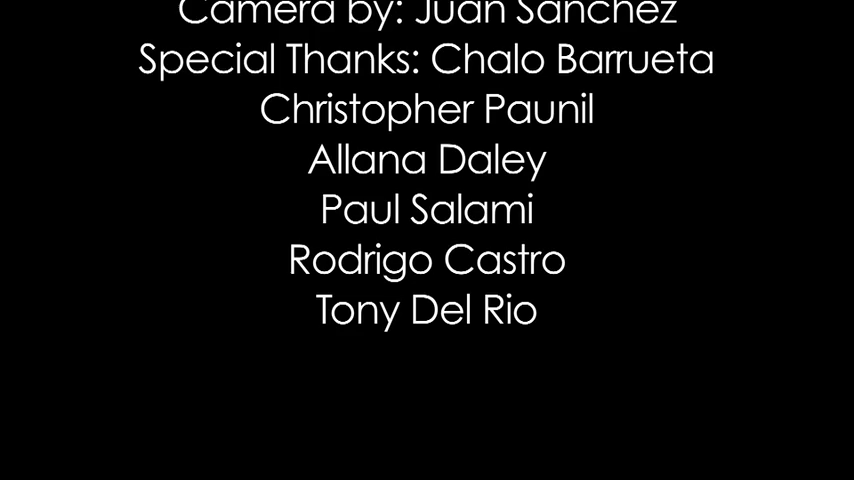 Camera by: Juan Sanchez
Special Thanks: Chalo Barrueta
Christopher Paunil
Allana Daley
Paul Salami
Rodrigo Castro
Tony Del Rio